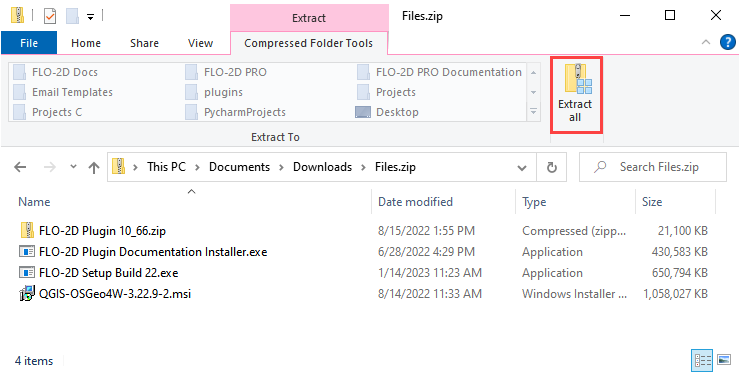 Extract Files.zip
File Home Share View Compressed Folder Tools
FLO-2D Docs FLO-2D PRO FLO-2D PRO Documentation
Email Templates plugins Projects
Projects C PycharmProjects Desktop
Extract all
Extract To
This PC > Documents > Downloads > Files.zip Search Files.zip
Name Date modified Type Size
FLO-2D Plugin 10_66.zip 8/15/2022 1:55 PM Compressed (zipp... 21,100 KB
FLO-2D Plugin Documentation Installer.exe 6/28/2022 4:29 PM Application 430,583 KB
FLO-2D Setup Build 22.exe 1/14/2023 11:23 AM Application 650,794 KB
QGIS-OSGeo4W-3.22.9-2.msi 8/14/2022 11:33 AM Windows Installer ... 1,058,027 KB
4 items